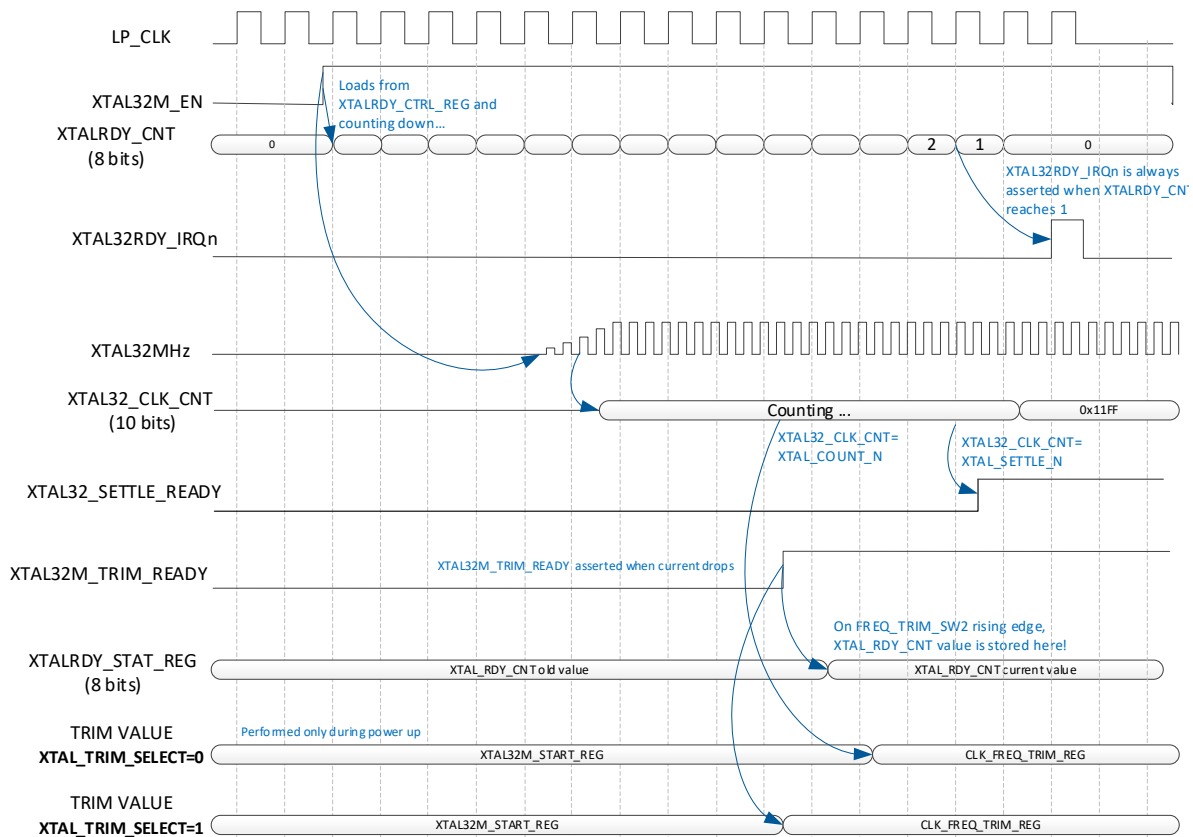 LP_CLK
XTAL32M_EN
Loads from
XTALRDY_CTRL_REG and
counting down...
XTALRDY_CNT
(8 bits)
0
2
1
0
XTAL32RDY_IRQn is always
asserted when XTALRDY_CNT
reaches 1
XTAL32RDY_IRQn
XTAL32MHz
XTAL32_CLK_CNT
(10 bits)
Counting ...
0x11FF
XTAL32_CLK_CNT=
XTAL_COUNT_N
XTAL32_CLK_CNT=
XTAL_SETTLE_N
XTAL32_SETTLE_READY
XTAL32M_TRIM_READY
XTAL32M_TRIM_READY asserted when current drops
On FREQ_TRIM_SW2 rising edge,
XTAL_RDY_CNT value is stored here!
XTALRDY_STAT_REG
(8 bits)
XTAL_RDY_CNT old value
XTAL_RDY_CNT current value
TRIM VALUE
XTAL_TRIM_SELECT=0
Performed only during power up
XTAL32M_START_REG
CLK_FREQ_TRIM_REG
TRIM VALUE
XTAL_TRIM_SELECT=1
XTAL32M_START_REG
CLK_FREQ_TRIM_REG